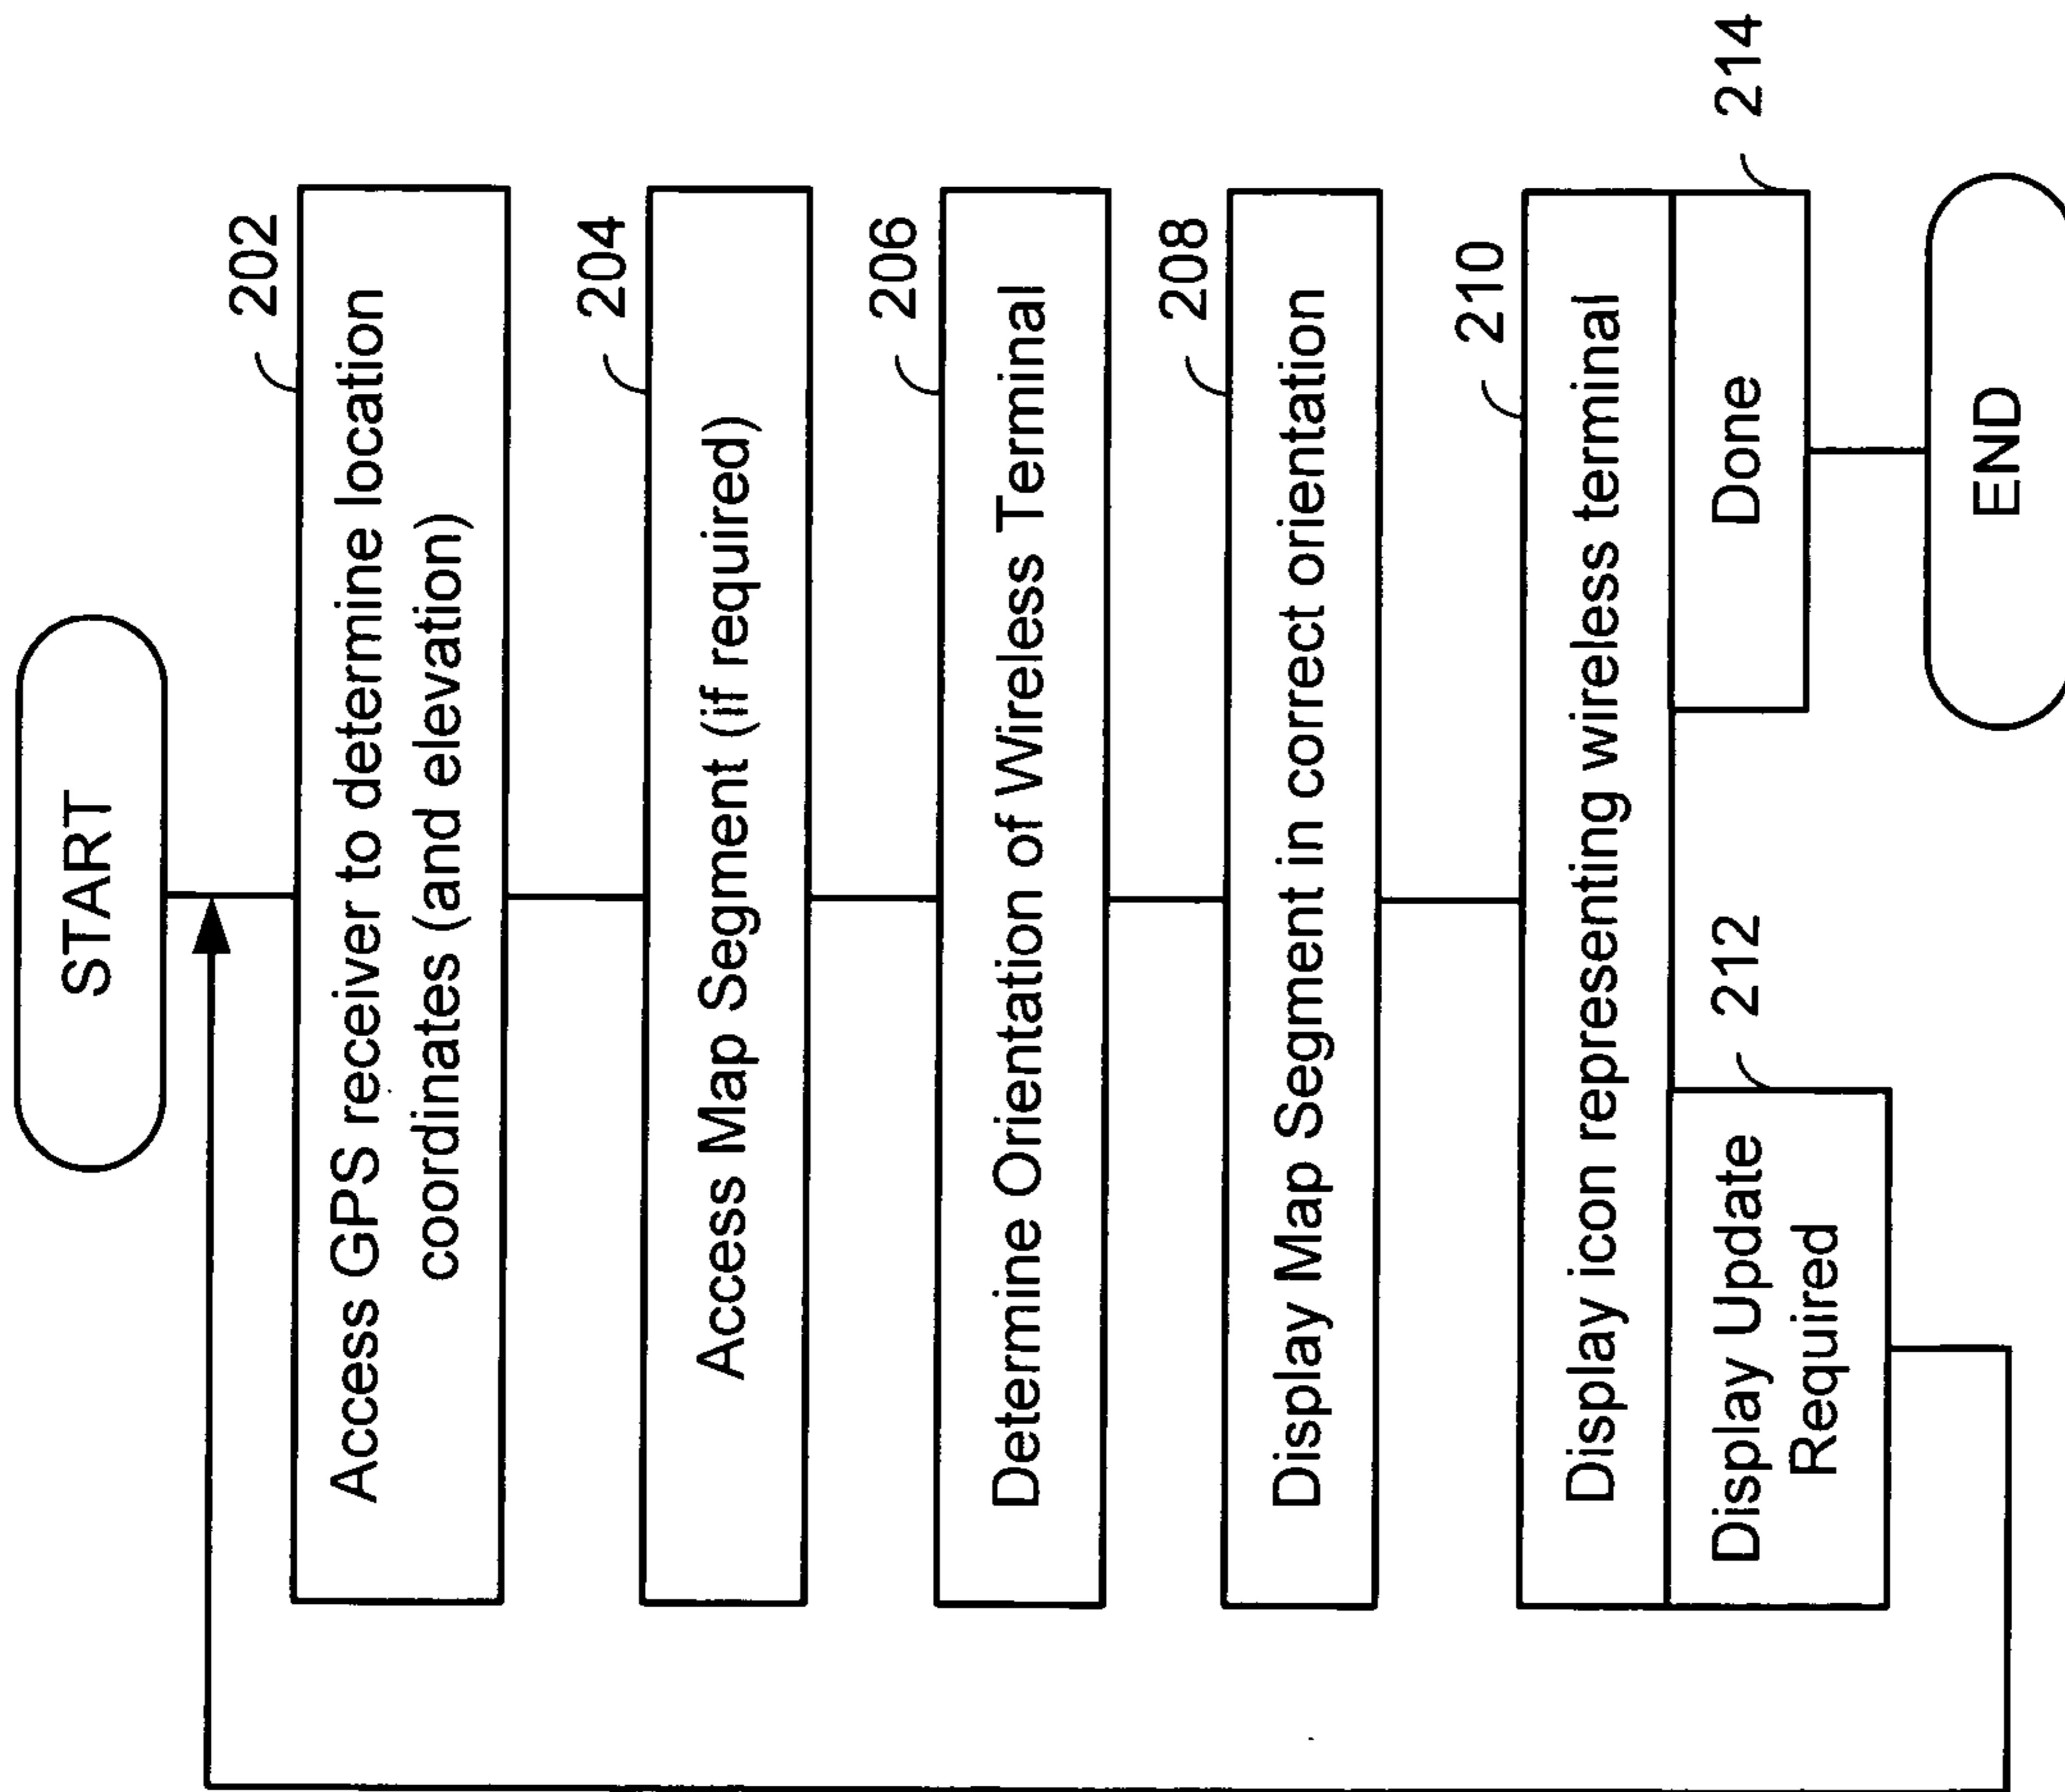 START
202
Access GPS receiver to determine location
coordinates (and elevation)
204
Access Map Segment (if required)
206
Determine Orientation of Wireless Terminal
208
Display Map Segment in correct orientation
210
Display icon representing wireless terminal
212
Display Update
Required
214
Done
END